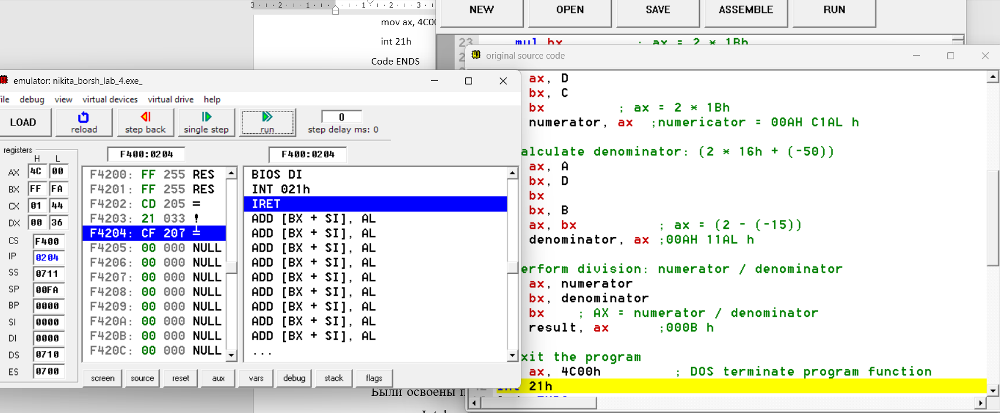 3 · 2 · 1 · 1 · 2 · 3
mov ax, 4C00
int 21h
Code ENDS
NEW OPEN SAVE ASSEMBLE RUN
23 mul bx ; ax = 2 * 1Bh
original source code
ax, D
bx, C
bx ; ax = 2 * 1Bh
numerator, ax ;numericator = 00AH C1AL h
alculate denominator: (2 * 16h + (-50))
ax, A
bx, D
bx
bx, B
ax, bx ; ax = (2 - (-15))
denominator, ax ;00AH 11AL h
erform division: numerator / denominator
ax, numerator
bx, denominator
bx ; AX = numerator / denominator
result, ax ;000B h
xit the program
ax, 4C00h ; DOS terminate program function
int 21h
emulator: nikita_borsh_lab_4.exe_
file debug view virtual devices virtual drive help
LOAD reload step back single step run 0 step delay ms: 0
registers F400:0204 F400:0204
H L
AX 4C 00
BX FF FA
CX 01 44
DX 00 36
CS F400
IP 0204
SS 0711
SP 00FA
BP 0000
SI 0000
DI 0000
DS 0710
ES 0700
F4200: FF 255 RES
F4201: FF 255 RES
F4202: CD 205 =
F4203: 21 033 !
F4204: CF 207 ╧
F4205: 00 000 NULL
F4206: 00 000 NULL
F4207: 00 000 NULL
F4208: 00 000 NULL
F4209: 00 000 NULL
F420A: 00 000 NULL
F420B: 00 000 NULL
F420C: 00 000 NULL
BIOS DI
INT 021h
IRET
ADD [BX + SI], AL
ADD [BX + SI], AL
ADD [BX + SI], AL
ADD [BX + SI], AL
ADD [BX + SI], AL
ADD [BX + SI], AL
ADD [BX + SI], AL
ADD [BX + SI], AL
ADD [BX + SI], AL
...
screen source reset aux vars debug stack flags
Были освоены п